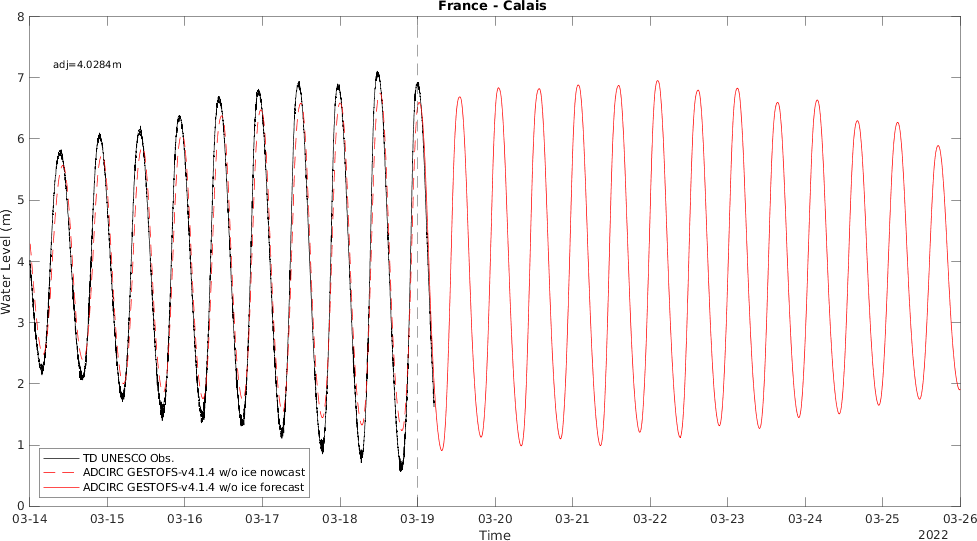 France - Calais
adj=4.0284m
8
7
6
5
4
3
2
1
0
Water Level (m)
TD UNESCO Obs.
ADCIRC GESTOFS-v4.1.4 w/o ice nowcast
ADCIRC GESTOFS-v4.1.4 w/o ice forecast
03-14 03-15 03-16 03-17 03-18 03-19 03-20 03-21 03-22 03-23 03-24 03-25 03-26
Time
2022